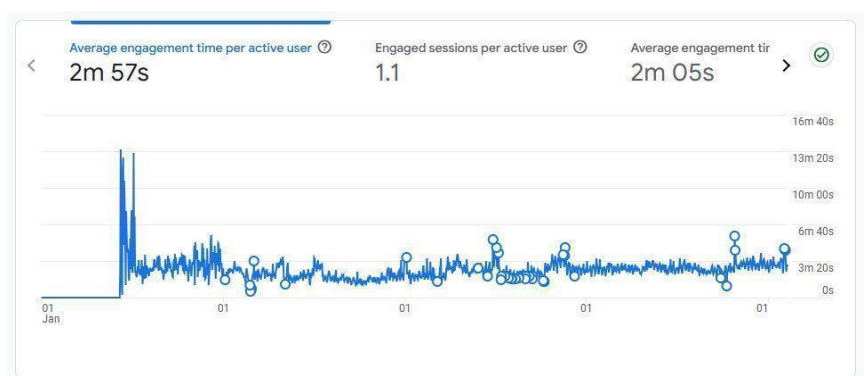 Average engagement time per active user
2m 57s
Engaged sessions per active user
1.1
Average engagement tir
2m 05s
16m 40s
13m 20s
10m 00s
6m 40s
3m 20s
0s
01
Jan
01
01
01
01